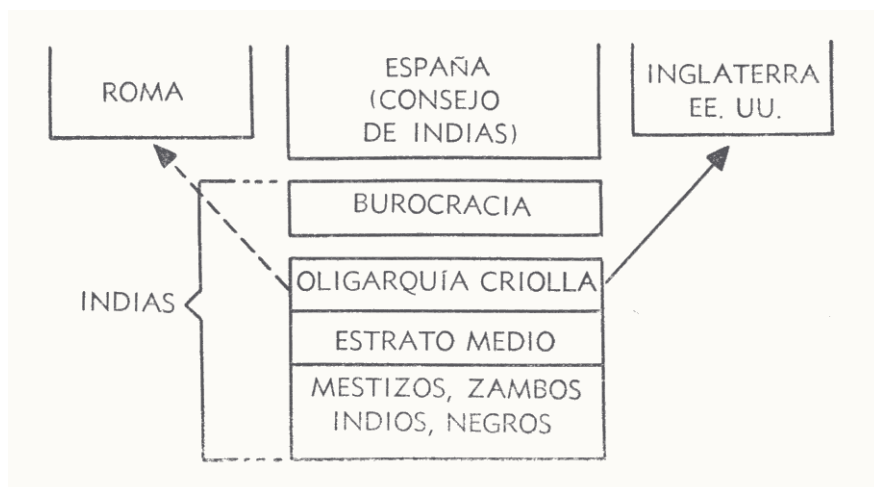 ROMA
ESPAÑA
(CONSEJO
DE INDIAS)
INGLATERRA
EE. UU.
BUROCRACIA
OLIGARQUÍA CRIOLLA
INDIAS
ESTRATO MEDIO
MESTIZOS, ZAMBOS
INDIOS, NEGROS